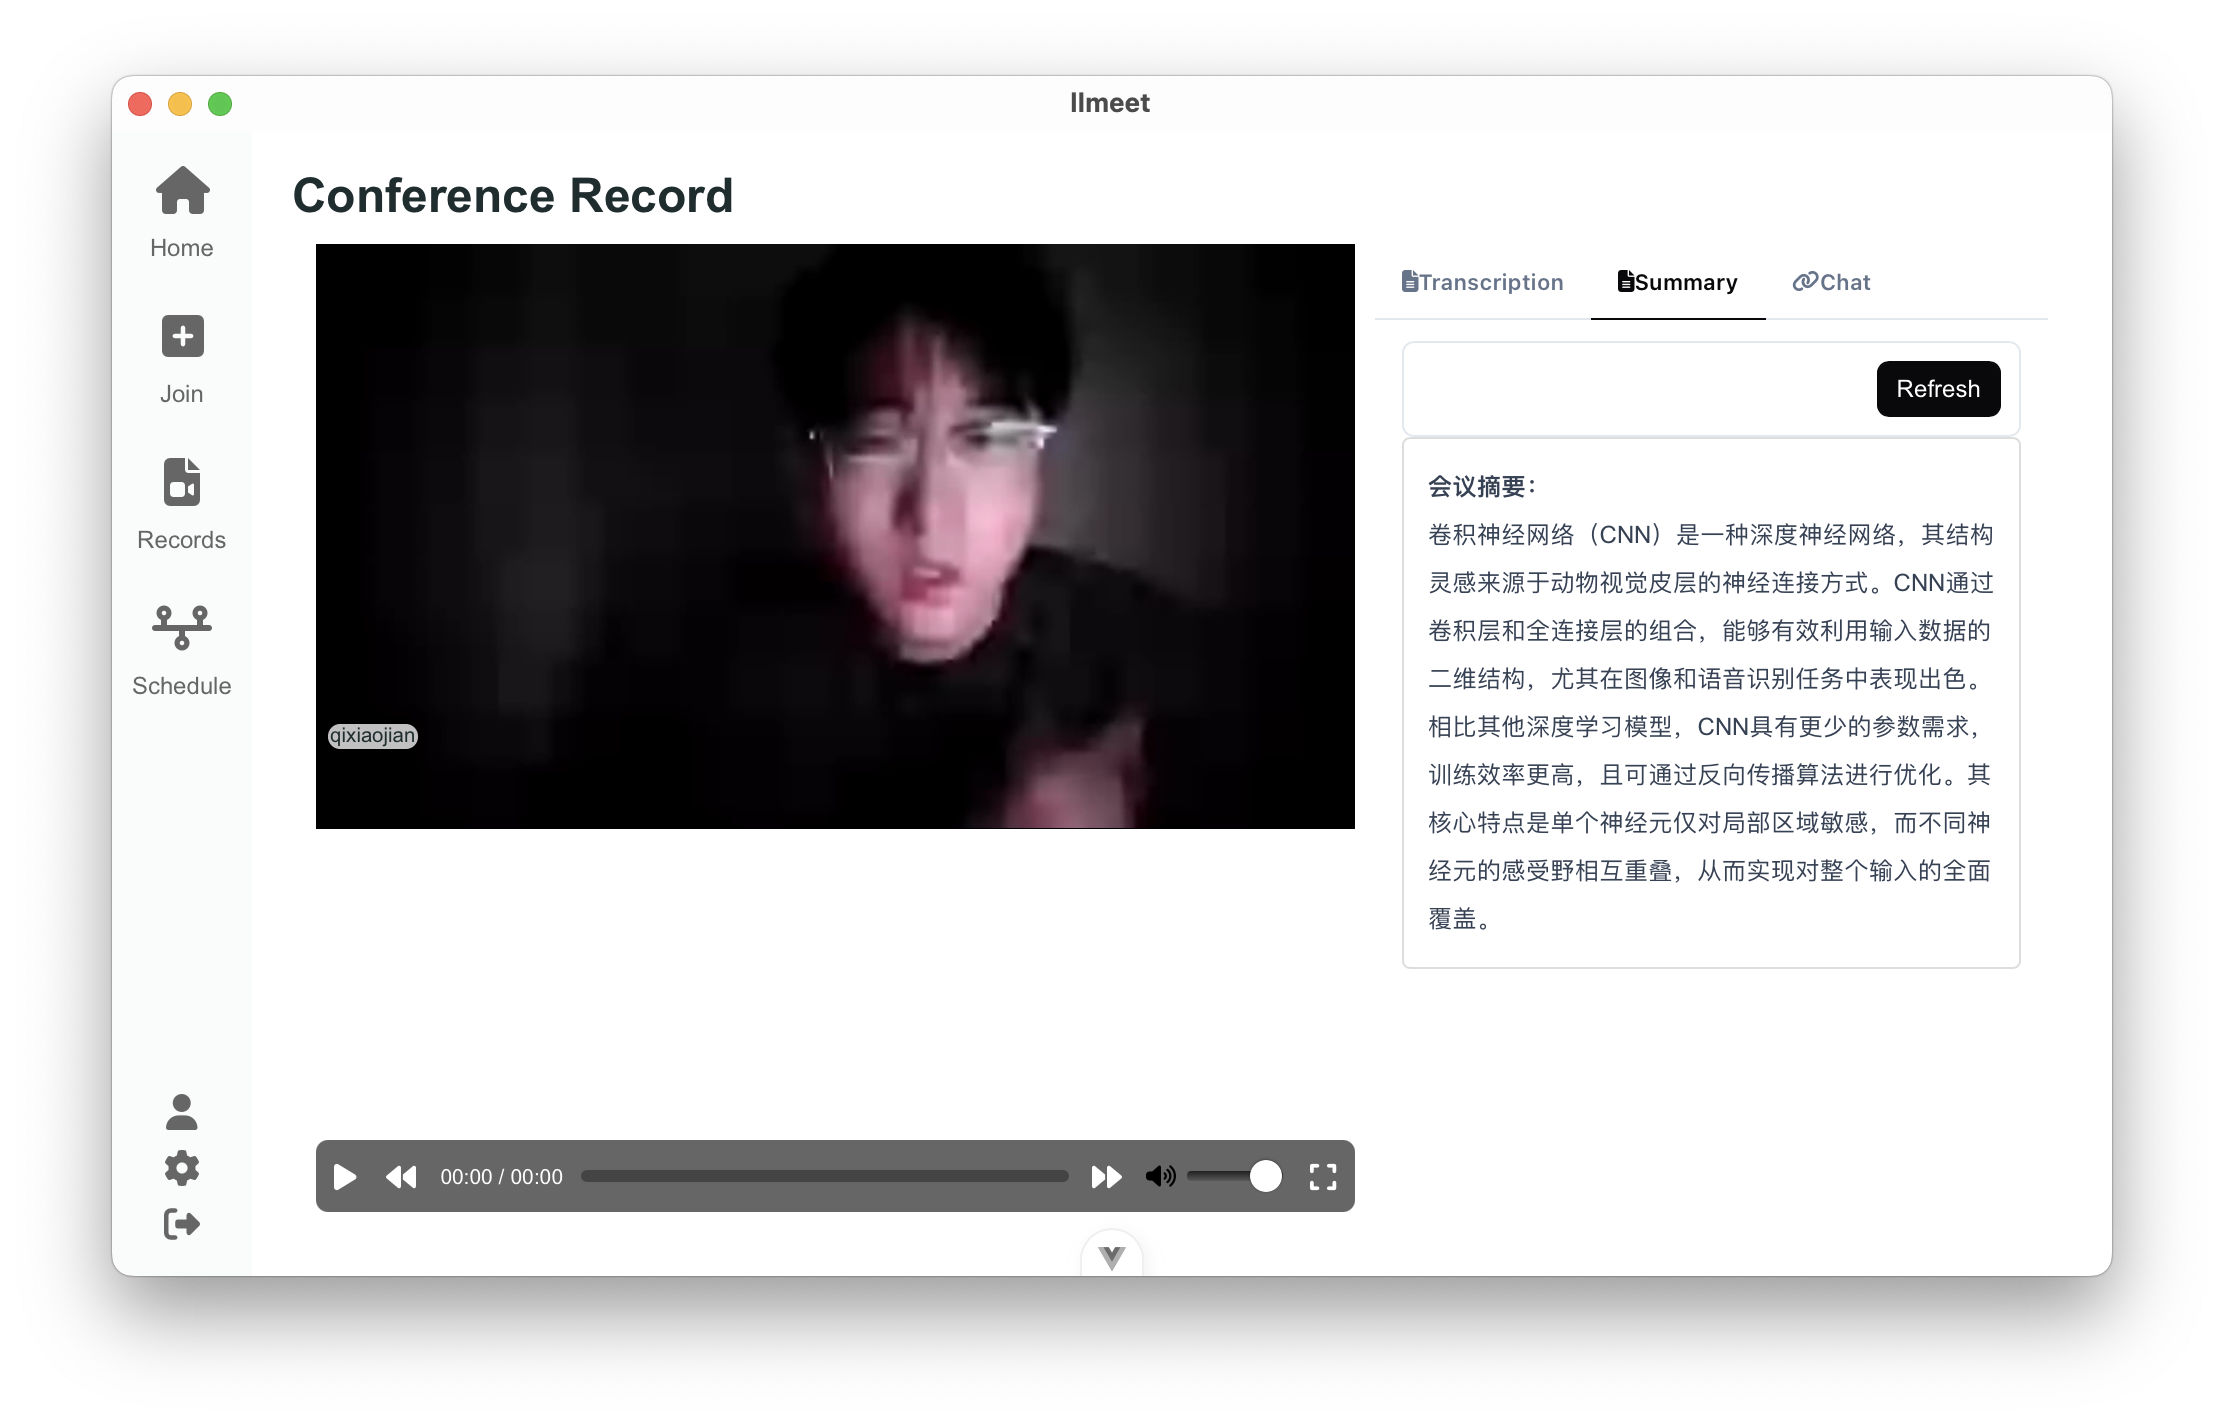 llmeet
Home
Join
Records
Schedule
Conference Record
qixiaojian
00:00 / 00:00
Transcription
Summary
Chat
Refresh
会议摘要：
卷积神经网络（CNN）是一种深度神经网络，其结构
灵感来源于动物视觉皮层的神经连接方式。CNN通过
卷积层和全连接层的组合，能够有效利用输入数据的
二维结构，尤其在图像和语音识别任务中表现出色。
相比其他深度学习模型，CNN具有更少的参数需求，
训练效率更高，且可通过反向传播算法进行优化。其
核心特点是单个神经元仅对局部区域敏感，而不同神
经元的感受野相互重叠，从而实现对整个输入的全面
覆盖。